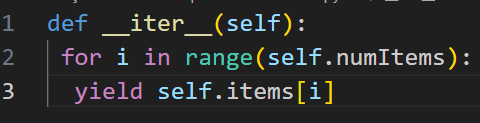 1 def __iter__(self):
2 for i in range(self.numItems):
3 yield self.items[i]